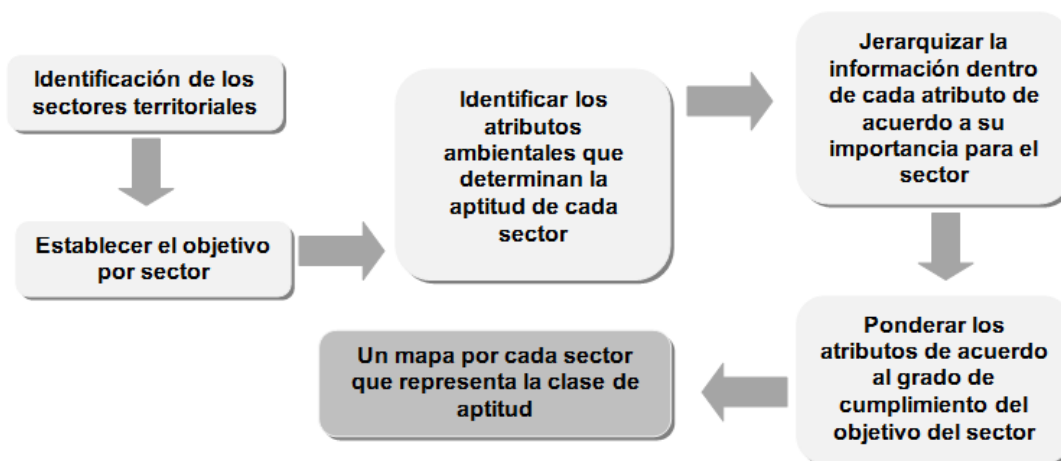 Identificación de los
sectores territoriales
Establecer el objetivo
por sector
Identificar los
atributos
ambientales que
determinan la
aptitud de cada
sector
Jerarquizar la
información dentro
de cada atributo de
acuerdo a su
importancia para el
sector
Ponderar los
atributos de acuerdo
al grado de
cumplimiento del
objetivo del sector
Un mapa por cada sector
que representa la clase de
aptitud